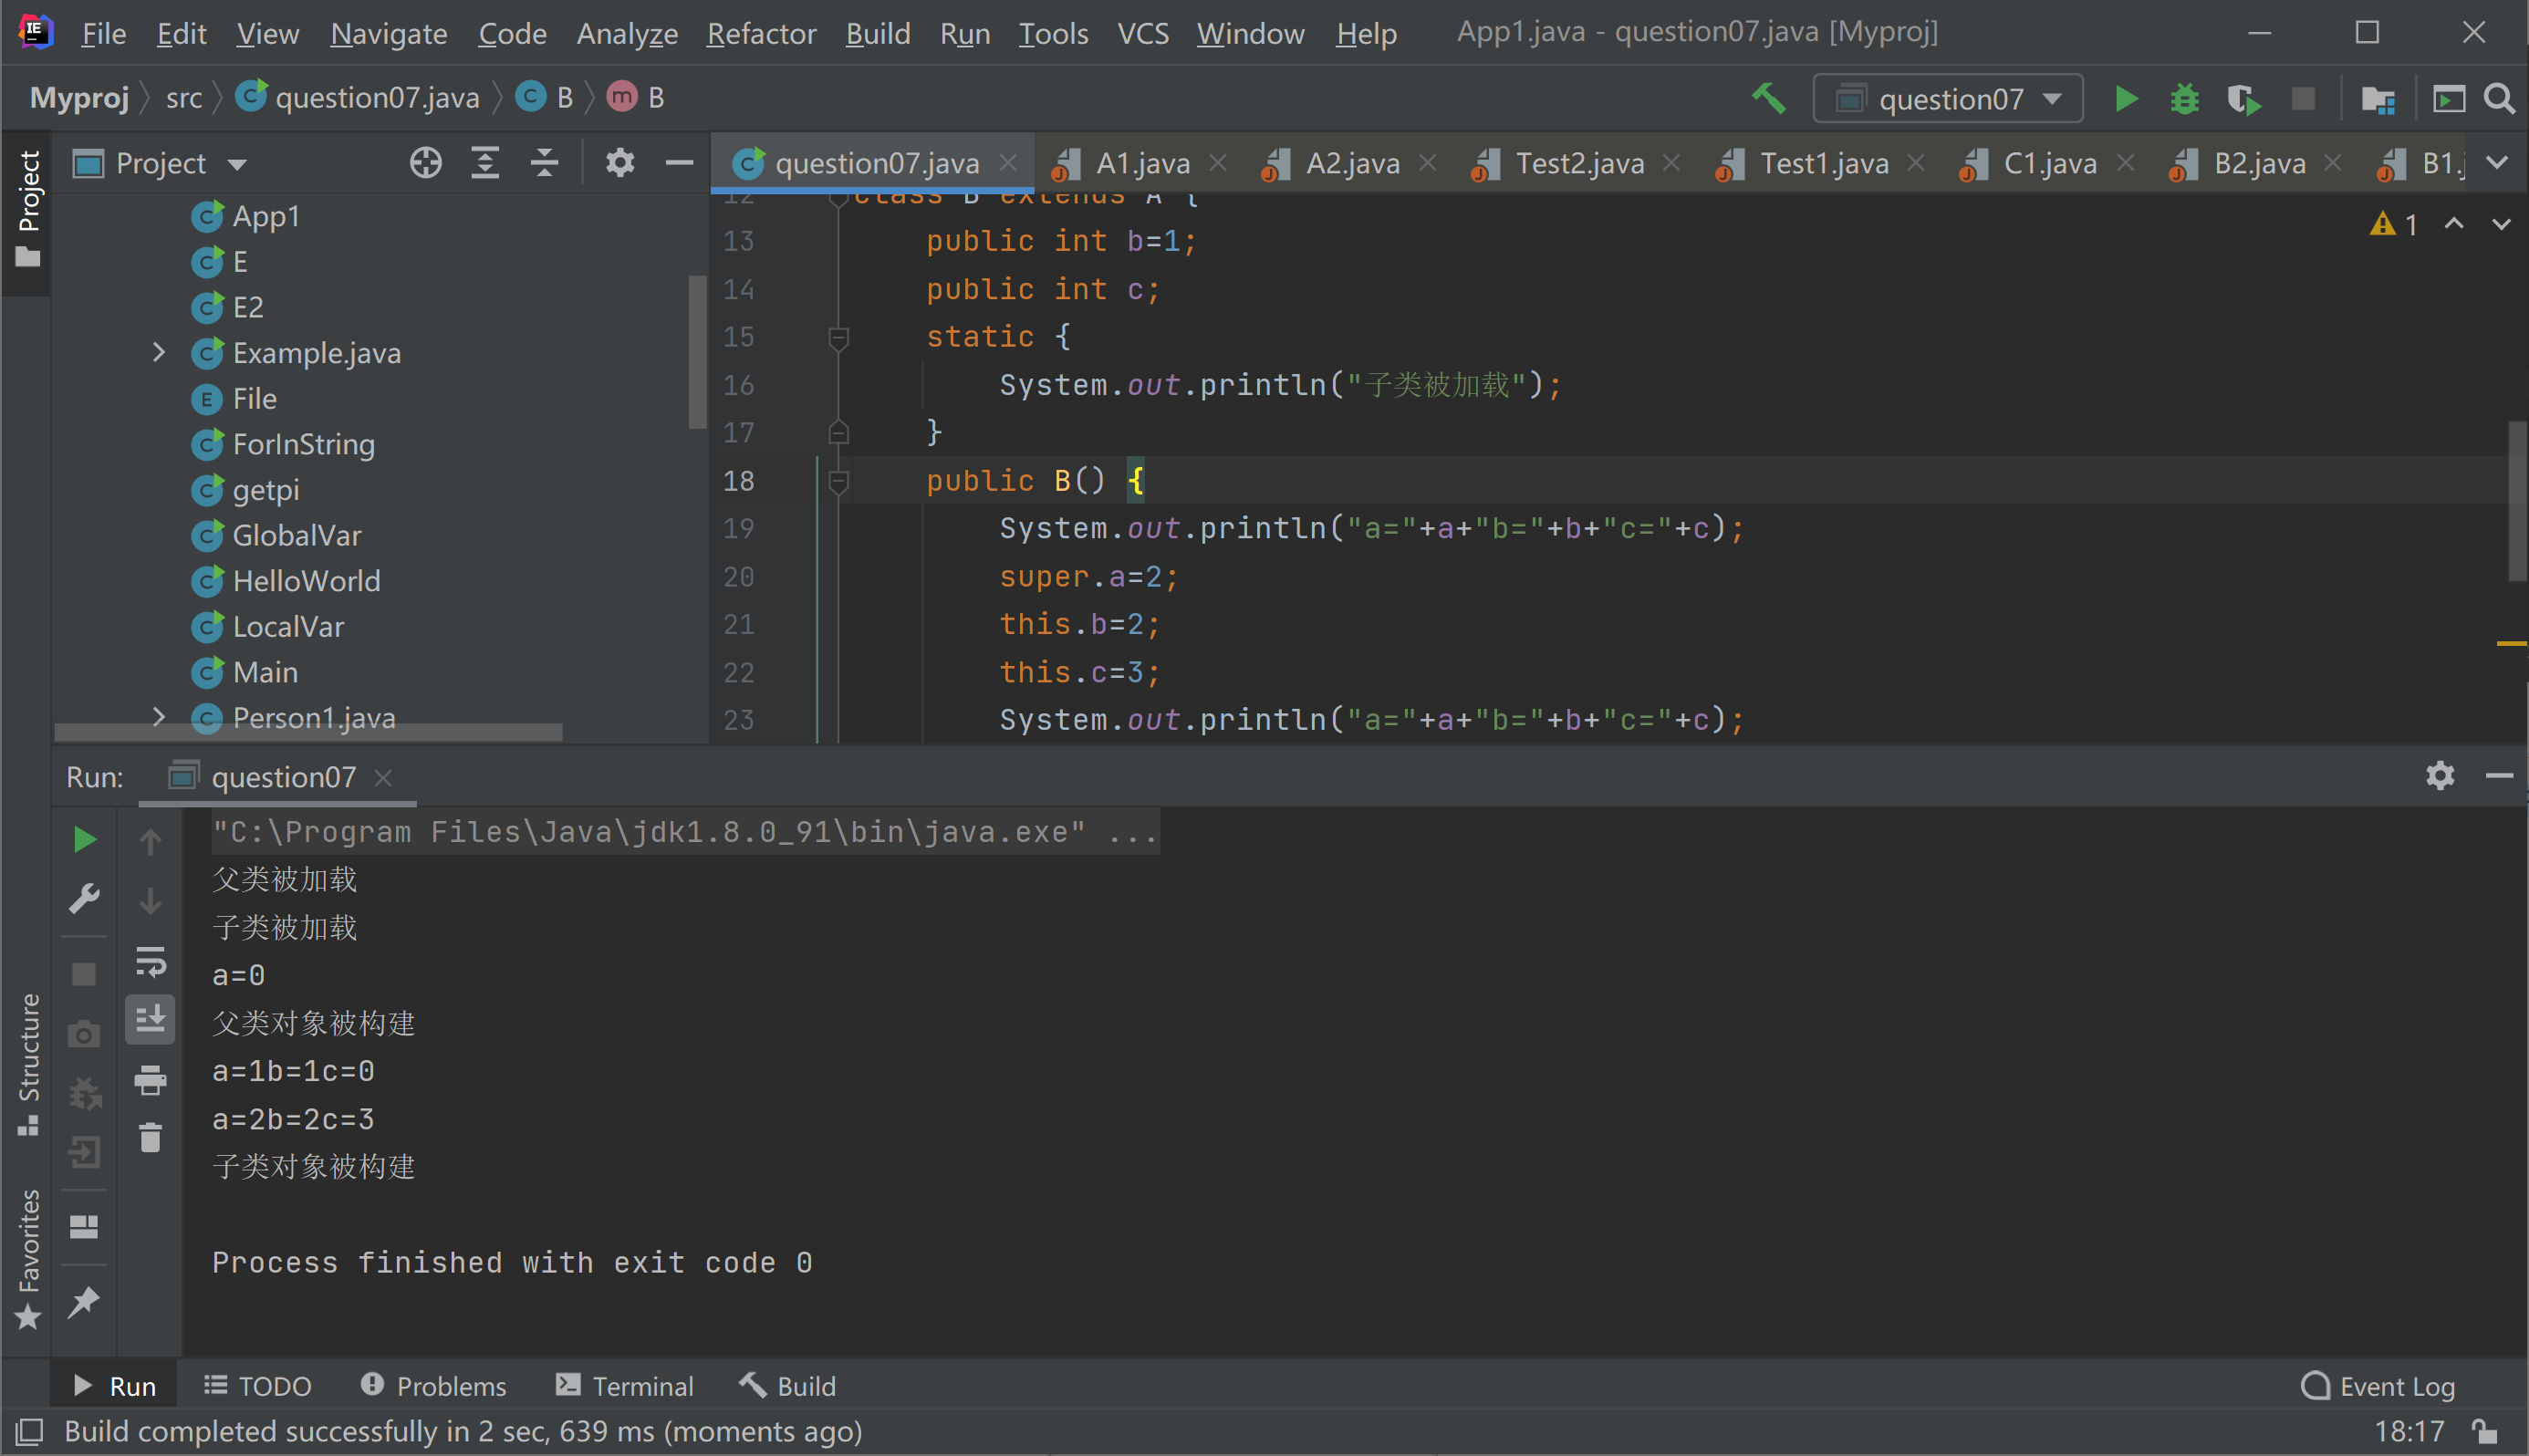 File Edit View Navigate Code Analyze Refactor Build Run Tools VCS Window Help App1.java - question07.java [Myproj]
Myproj src question07.java B B question07
Project question07.java A1.java A2.java Test2.java Test1.java C1.java B2.java B1.j
Project
App1
E
E2
Example.java
File
ForInString
getpi
GlobalVar
HelloWorld
LocalVar
Main
Person1.java
12 class B extends A {
13 public int b=1;
14 public int c;
15 static {
16 System.out.println("子类被加载");
17 }
18 public B() {
19 System.out.println("a="+a+"b="+b+"c="+c);
20 super.a=2;
21 this.b=2;
22 this.c=3;
23 System.out.println("a="+a+"b="+b+"c="+c);
1
Run: question07
"C:\Program Files\Java\jdk1.8.0_91\bin\java.exe" ...
父类被加载
子类被加载
a=0
父类对象被构建
a=1b=1c=0
a=2b=2c=3
子类对象被构建
Process finished with exit code 0
Structure
Favorites
Run TODO Problems Terminal Build Event Log
Build completed successfully in 2 sec, 639 ms (moments ago) 18:17